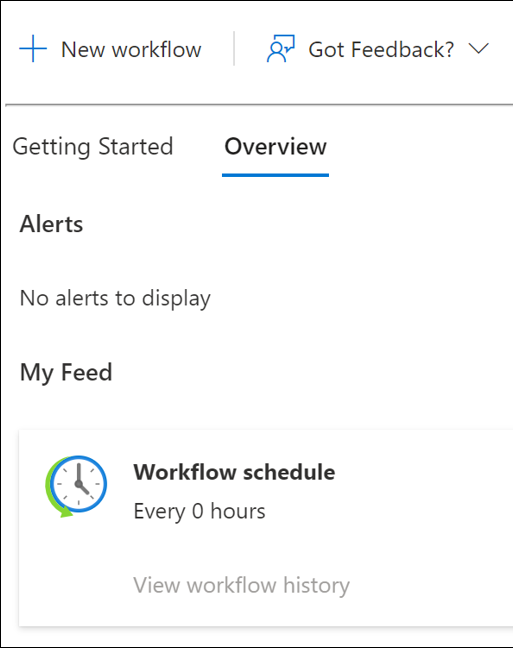 New workflow
Got Feedback?
Getting Started
Overview
Alerts
No alerts to display
My Feed
Workflow schedule
Every 0 hours
View workflow history